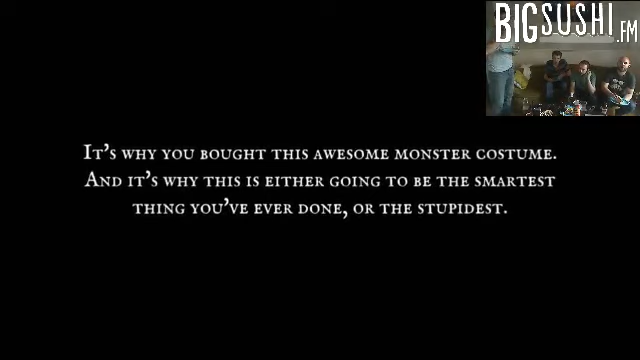 BIGSUSHI.FM
It's why you bought this awesome monster costume.
And it's why this is either going to be the smartest
thing you've ever done, or the stupidest.